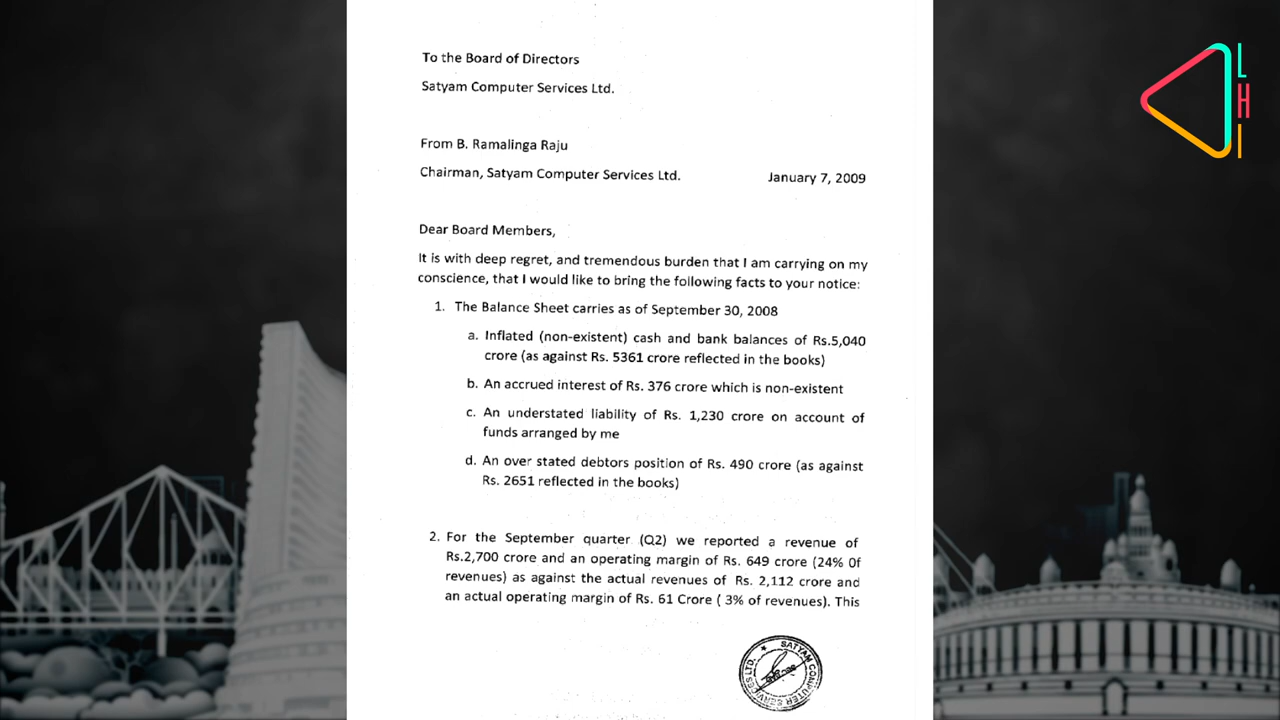 To the Board of Directors
Satyam Computer Services Ltd.
From B. Ramalinga Raju
Chairman, Satyam Computer Services Ltd.
January 7, 2009
Dear Board Members,
It is with deep regret, and tremendous burden that I am carrying on my
conscience, that I would like to bring the following facts to your notice:
1. The Balance Sheet carries as of September 30, 2008
a. Inflated (non-existent) cash and bank balances of Rs.5,040
crore (as against Rs. 5361 crore reflected in the books)
b. An accrued interest of Rs. 376 crore which is non-existent
c. An understated liability of Rs. 1,230 crore on account of
funds arranged by me
d. An over stated debtors position of Rs. 490 crore (as against
Rs. 2651 reflected in the books)
2. For the September quarter (Q2) we reported a revenue of
Rs.2,700 crore and an operating margin of Rs. 649 crore (24% 0f
revenues) as against the actual revenues of Rs. 2,112 crore and
an actual operating margin of Rs. 61 Crore ( 3% of revenues). This
SATYAM COMPUTER SERVICES LTD.
LHI